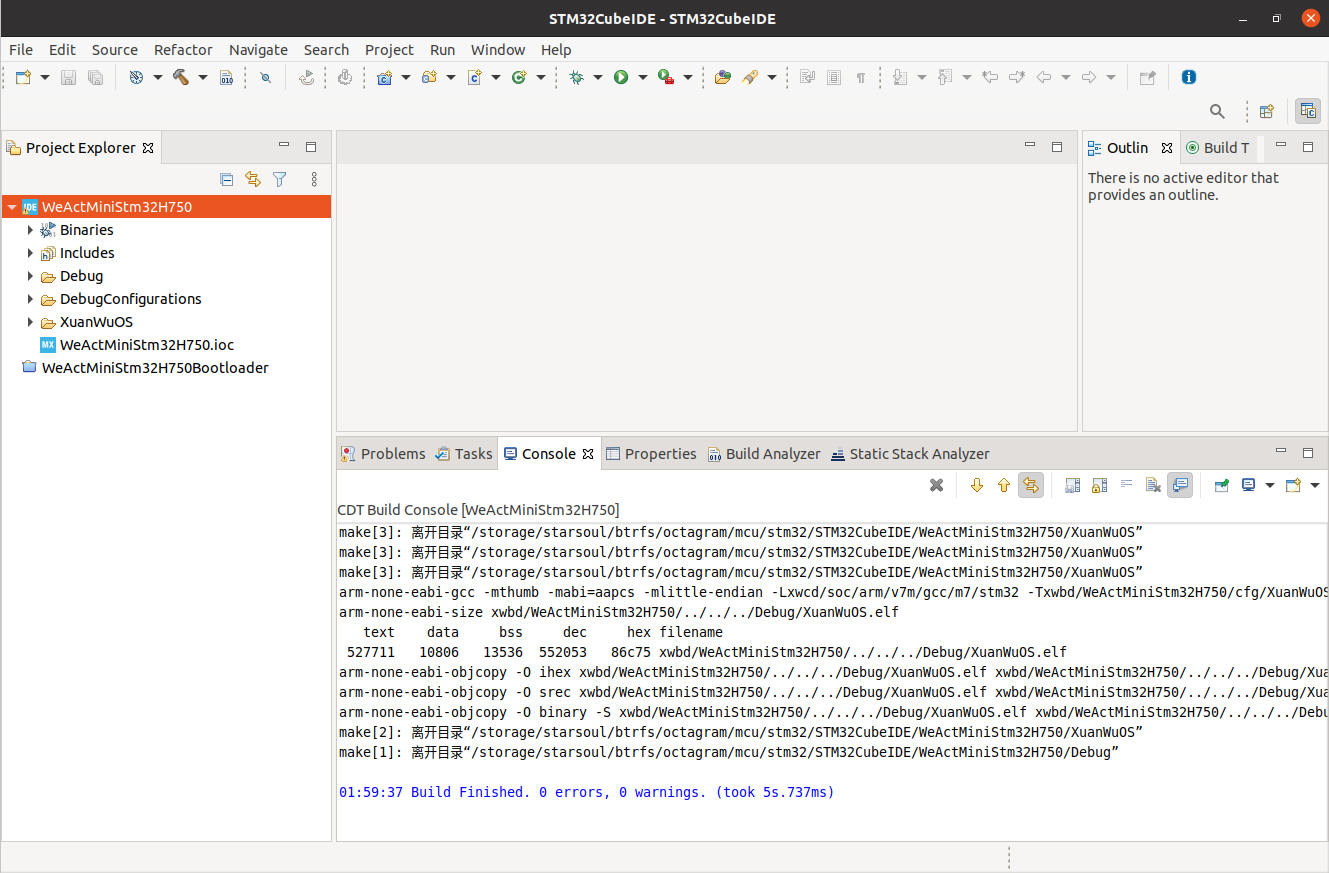 STM32CubeIDE - STM32CubeIDE
File Edit Source Refactor Navigate Search Project Run Window Help
Project Explorer
WeActMiniStm32H750
Binaries
Includes
Debug
DebugConfigurations
XuanWuOS
WeActMiniStm32H750.ioc
WeActMiniStm32H750Bootloader
Outlin Build T
There is no active editor that
provides an outline.
Problems Tasks Console Properties Build Analyzer Static Stack Analyzer
CDT Build Console [WeActMiniStm32H750]
make[3]: 离开目录“/storage/starsoul/btrfs/octagram/mcu/stm32/STM32CubeIDE/WeActMiniStm32H750/XuanWuOS”
make[3]: 离开目录“/storage/starsoul/btrfs/octagram/mcu/stm32/STM32CubeIDE/WeActMiniStm32H750/XuanWuOS”
make[3]: 离开目录“/storage/starsoul/btrfs/octagram/mcu/stm32/STM32CubeIDE/WeActMiniStm32H750/XuanWuOS”
arm-none-eabi-gcc -mthumb -mabi=aapcs -mlittle-endian -Lxwcd/soc/arm/v7m/gcc/m7/stm32 -Txwbd/WeActMiniStm32H750/cfg/XuanWuOS
arm-none-eabi-size xwbd/WeActMiniStm32H750/../../../Debug/XuanWuOS.elf
text data bss dec hex filename
527711 10806 13536 552053 86c75 xwbd/WeActMiniStm32H750/../../../Debug/XuanWuOS.elf
arm-none-eabi-objcopy -O ihex xwbd/WeActMiniStm32H750/../../../Debug/XuanWuOS.elf xwbd/WeActMiniStm32H750/../../../Debug/Xua
arm-none-eabi-objcopy -O srec xwbd/WeActMiniStm32H750/../../../Debug/XuanWuOS.elf xwbd/WeActMiniStm32H750/../../../Debug/Xua
arm-none-eabi-objcopy -O binary -S xwbd/WeActMiniStm32H750/../../../Debug/XuanWuOS.elf xwbd/WeActMiniStm32H750/../../../Debu
make[2]: 离开目录“/storage/starsoul/btrfs/octagram/mcu/stm32/STM32CubeIDE/WeActMiniStm32H750/XuanWuOS”
make[1]: 离开目录“/storage/starsoul/btrfs/octagram/mcu/stm32/STM32CubeIDE/WeActMiniStm32H750/Debug”
01:59:37 Build Finished. 0 errors, 0 warnings. (took 5s.737ms)